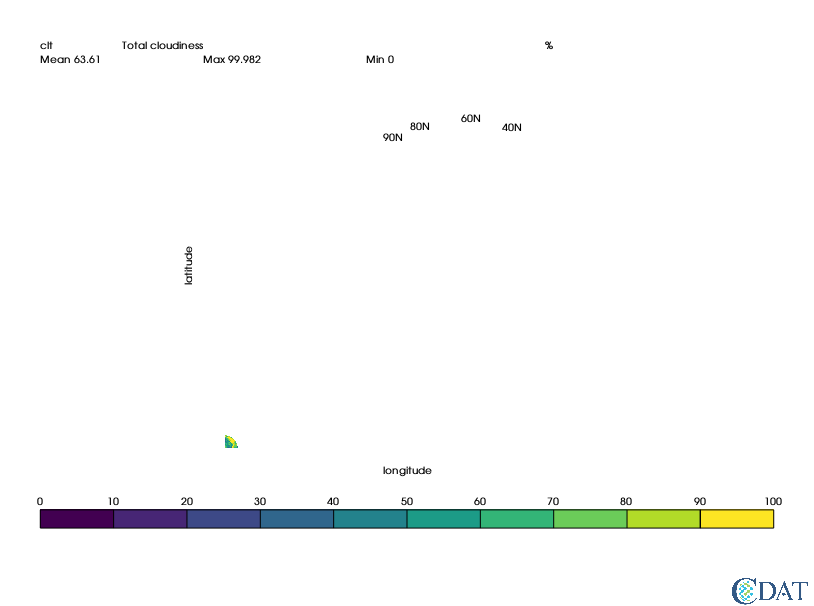 clt Total cloudiness %
Mean 63.61 Max 99.982 Min 0
60N
80N 40N
90N
latitude
longitude
0 10 20 30 40 50 60 70 80 90 100
CDAT